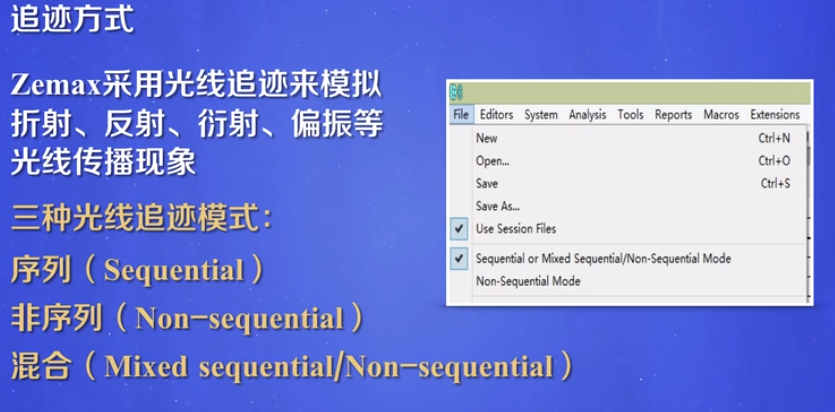 追迹方式
Zemax采用光线追迹来模拟
折射、反射、衍射、偏振等
光线传播现象
三种光线追迹模式：
序列（Sequential）
非序列（Non-sequential）
混合（Mixed sequential/Non-sequential）
File Editors System Analysis Tools Reports Macros Extensions
New Ctrl+N
Open... Ctrl+O
Save Ctrl+S
Save As...
Use Session Files
Sequential or Mixed Sequential/Non-Sequential Mode
Non-Sequential Mode